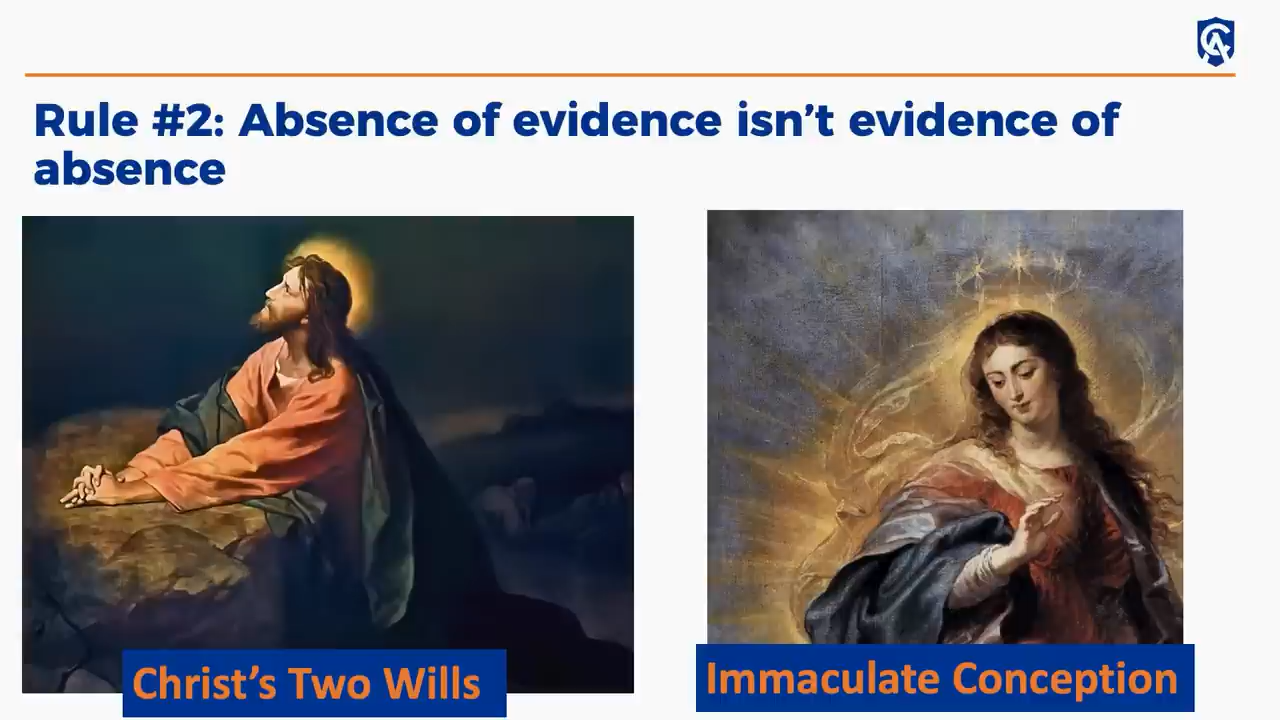 Rule #2: Absence of evidence isn’t evidence of
absence
Christ’s Two Wills
Immaculate Conception